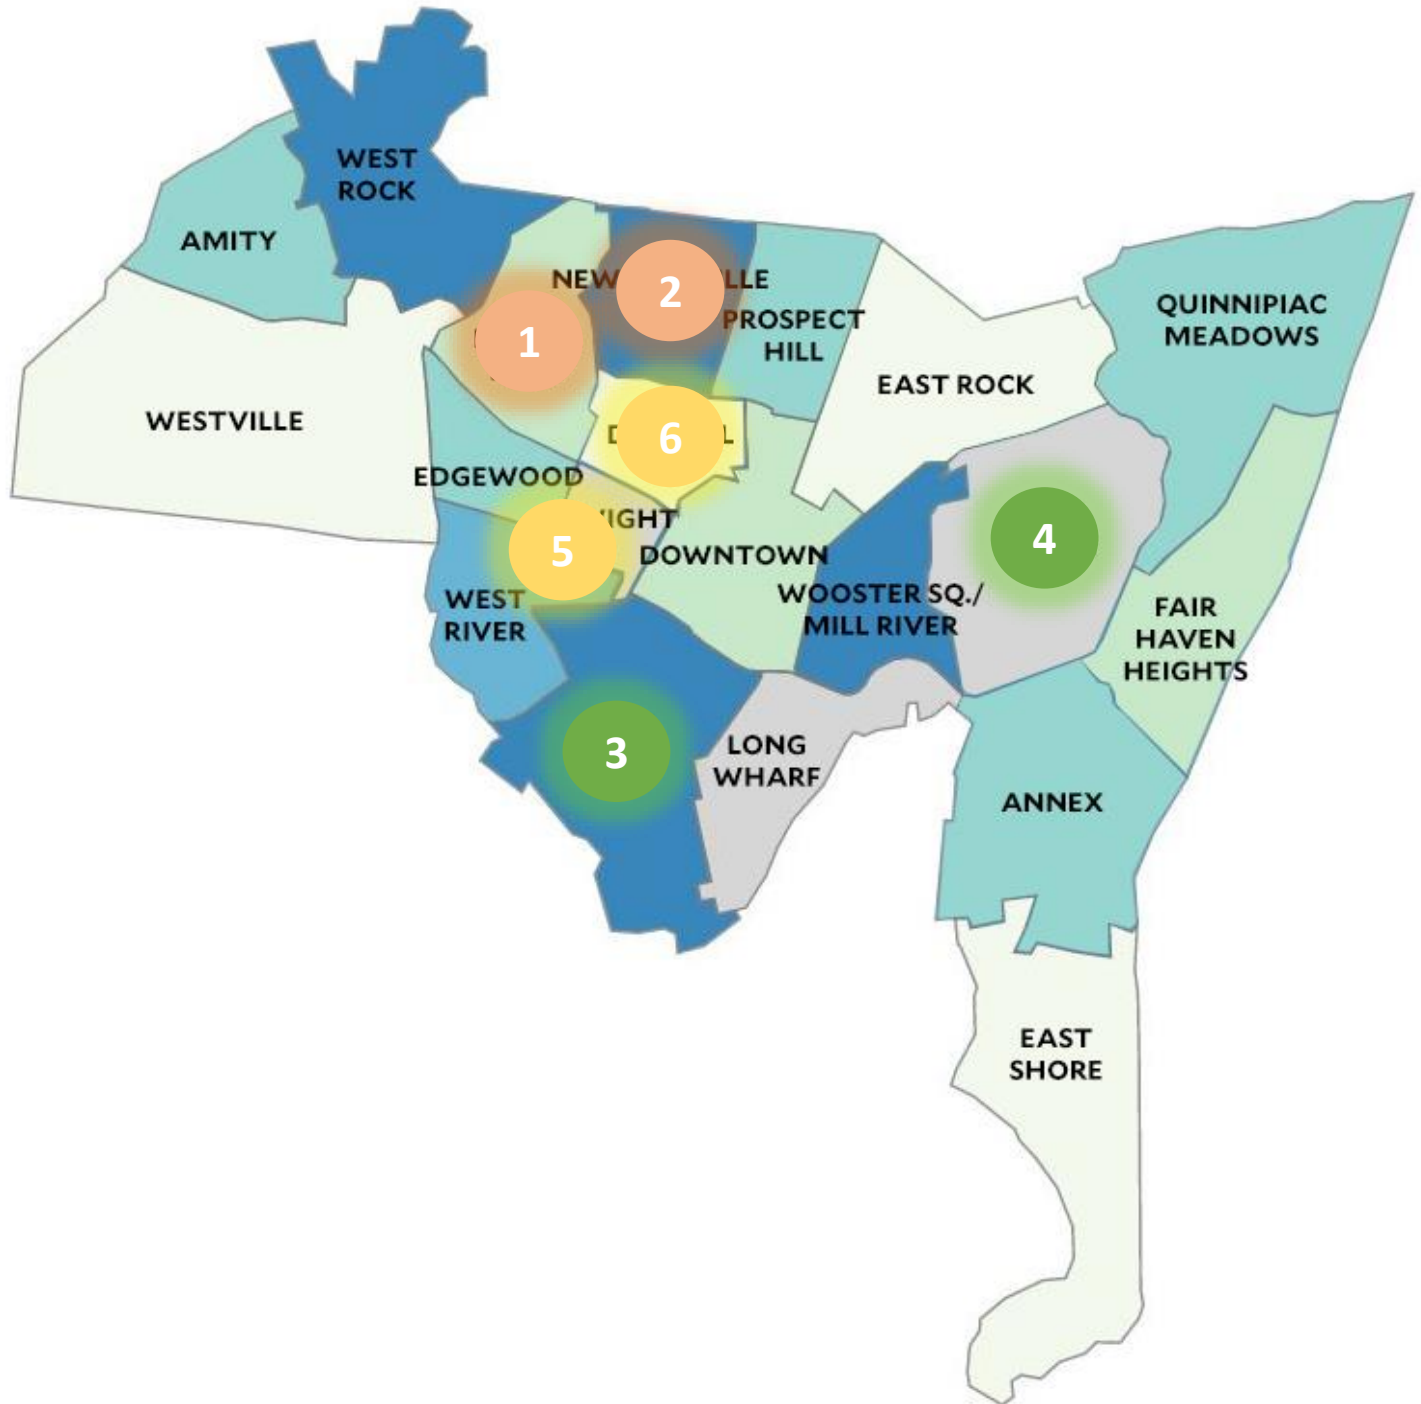 WEST
ROCK
AMITY
2
PROSPECT
HILL
QUINNIPIAC
MEADOWS
1
EAST ROCK
WESTVILLE
6
EDGEWOOD
4
5
DOWNTOWN
WEST
RIVER
WOOSTER SQ./
MILL RIVER
FAIR
HAVEN
HEIGHTS
3
LONG
WHARF
ANNEX
EAST
SHORE